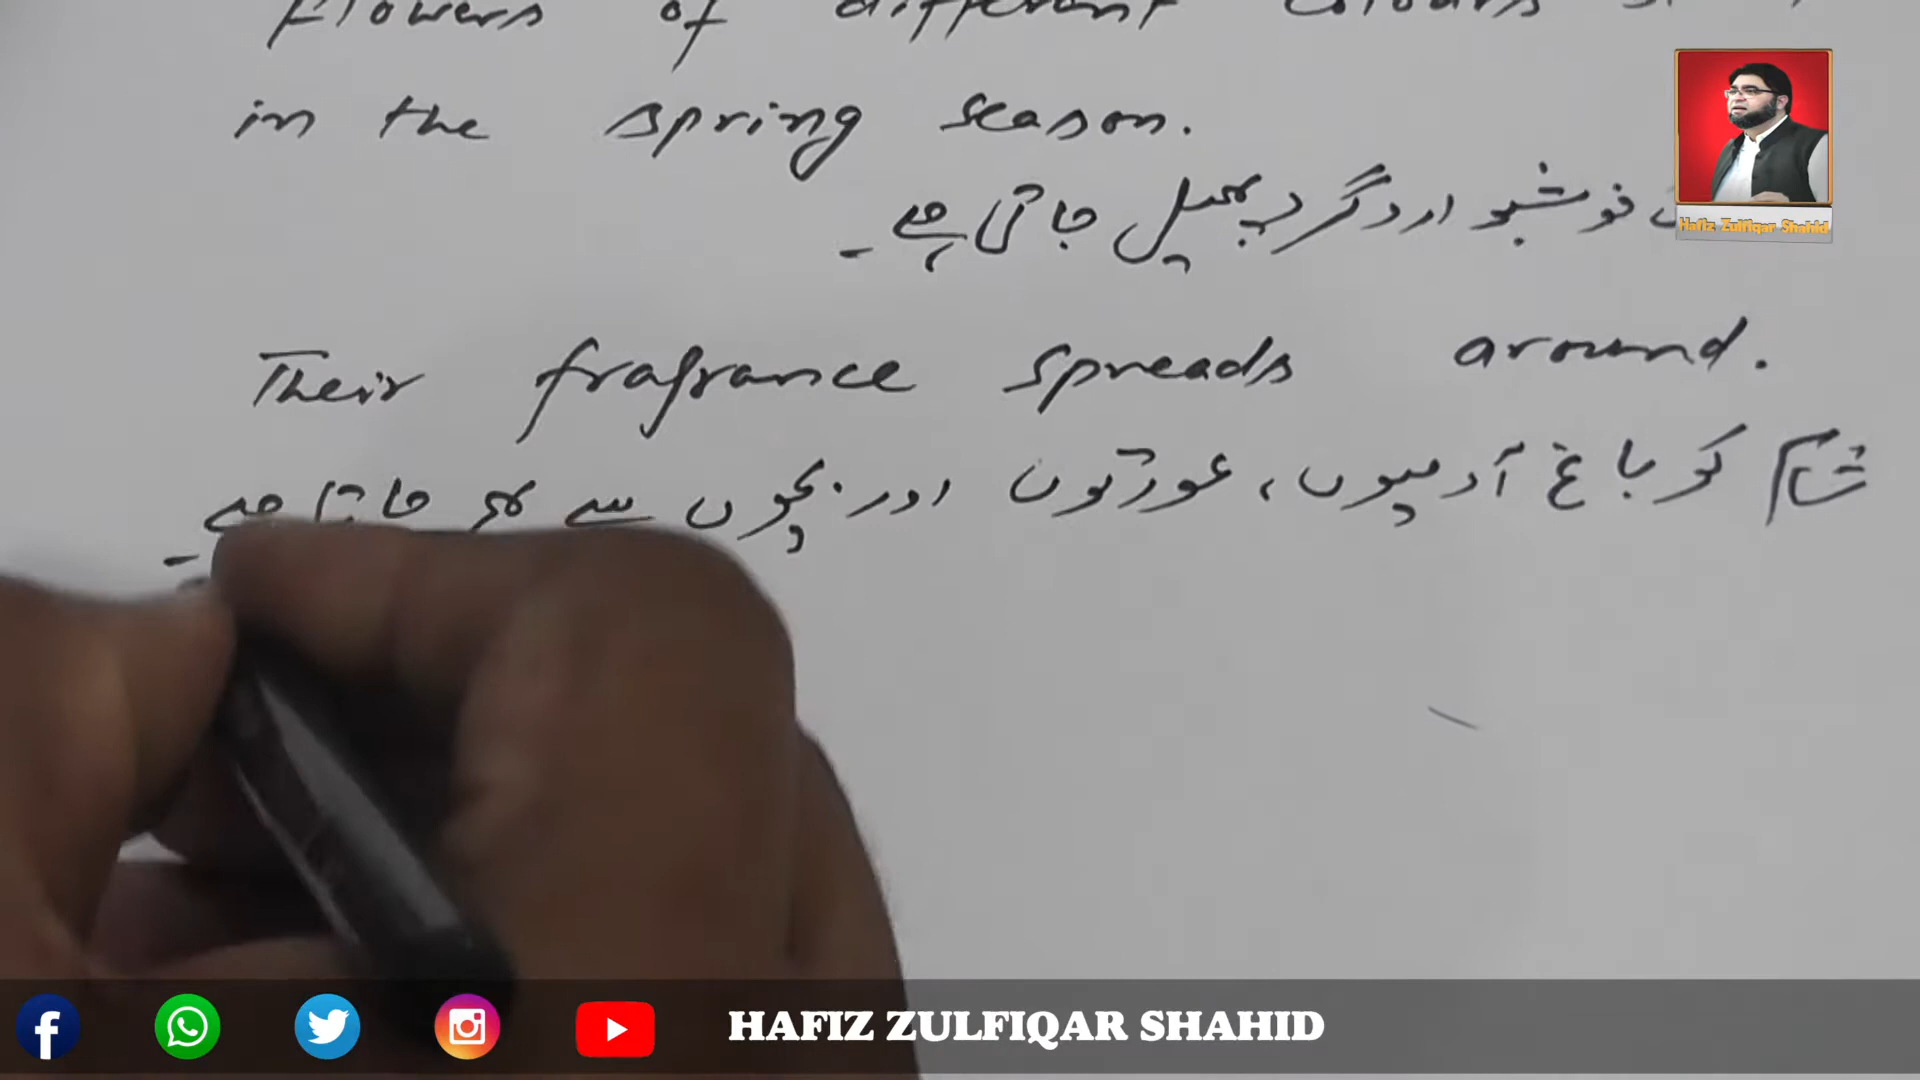 Flowers of different colours
in the spring season.
خوشبو اردگرد پھیل جاتی ہے۔
Hafiz Zulfiqar Shahid
Their fragrance spreads around.
شام کو باغ آدمیوں، عورتوں اور بچوں سے بھر جاتا ہے۔
HAFIZ ZULFIQAR SHAHID